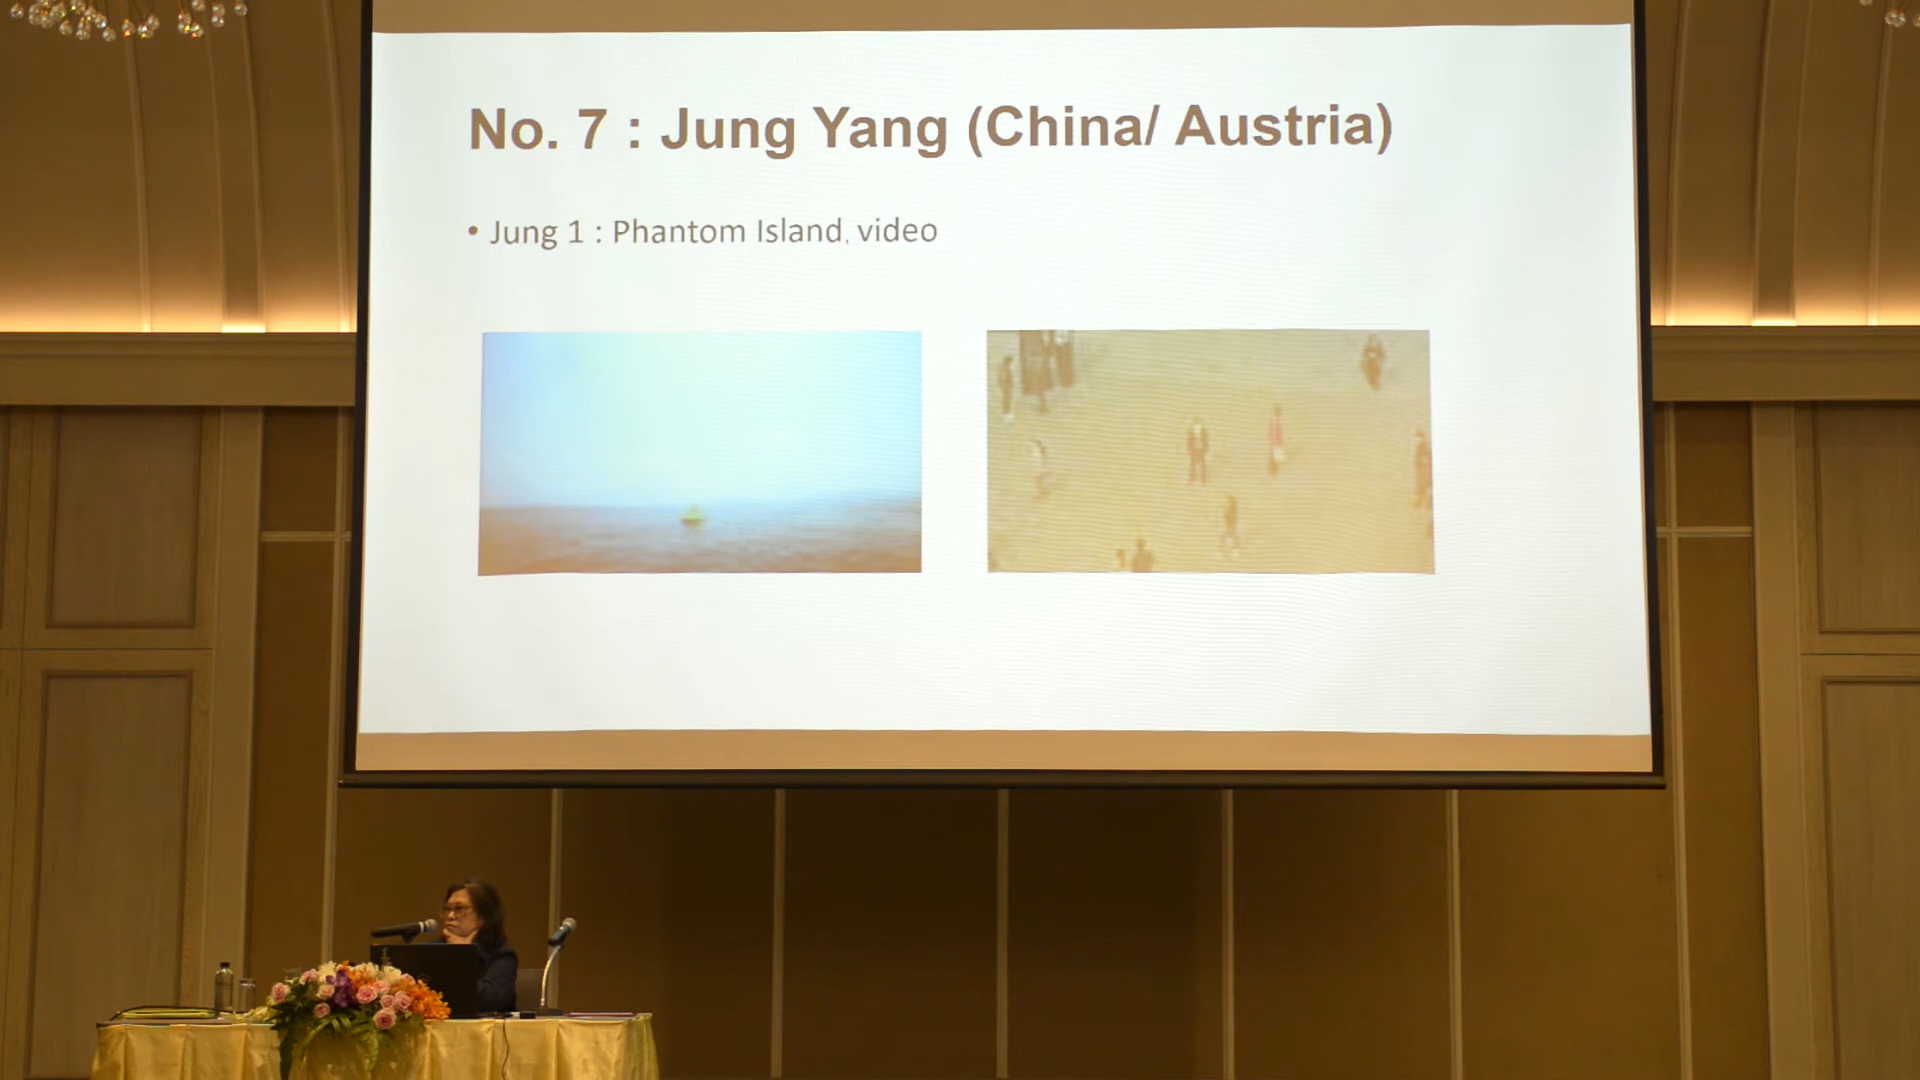 No. 7 : Jung Yang (China/ Austria)
• Jung 1 : Phantom Island, video